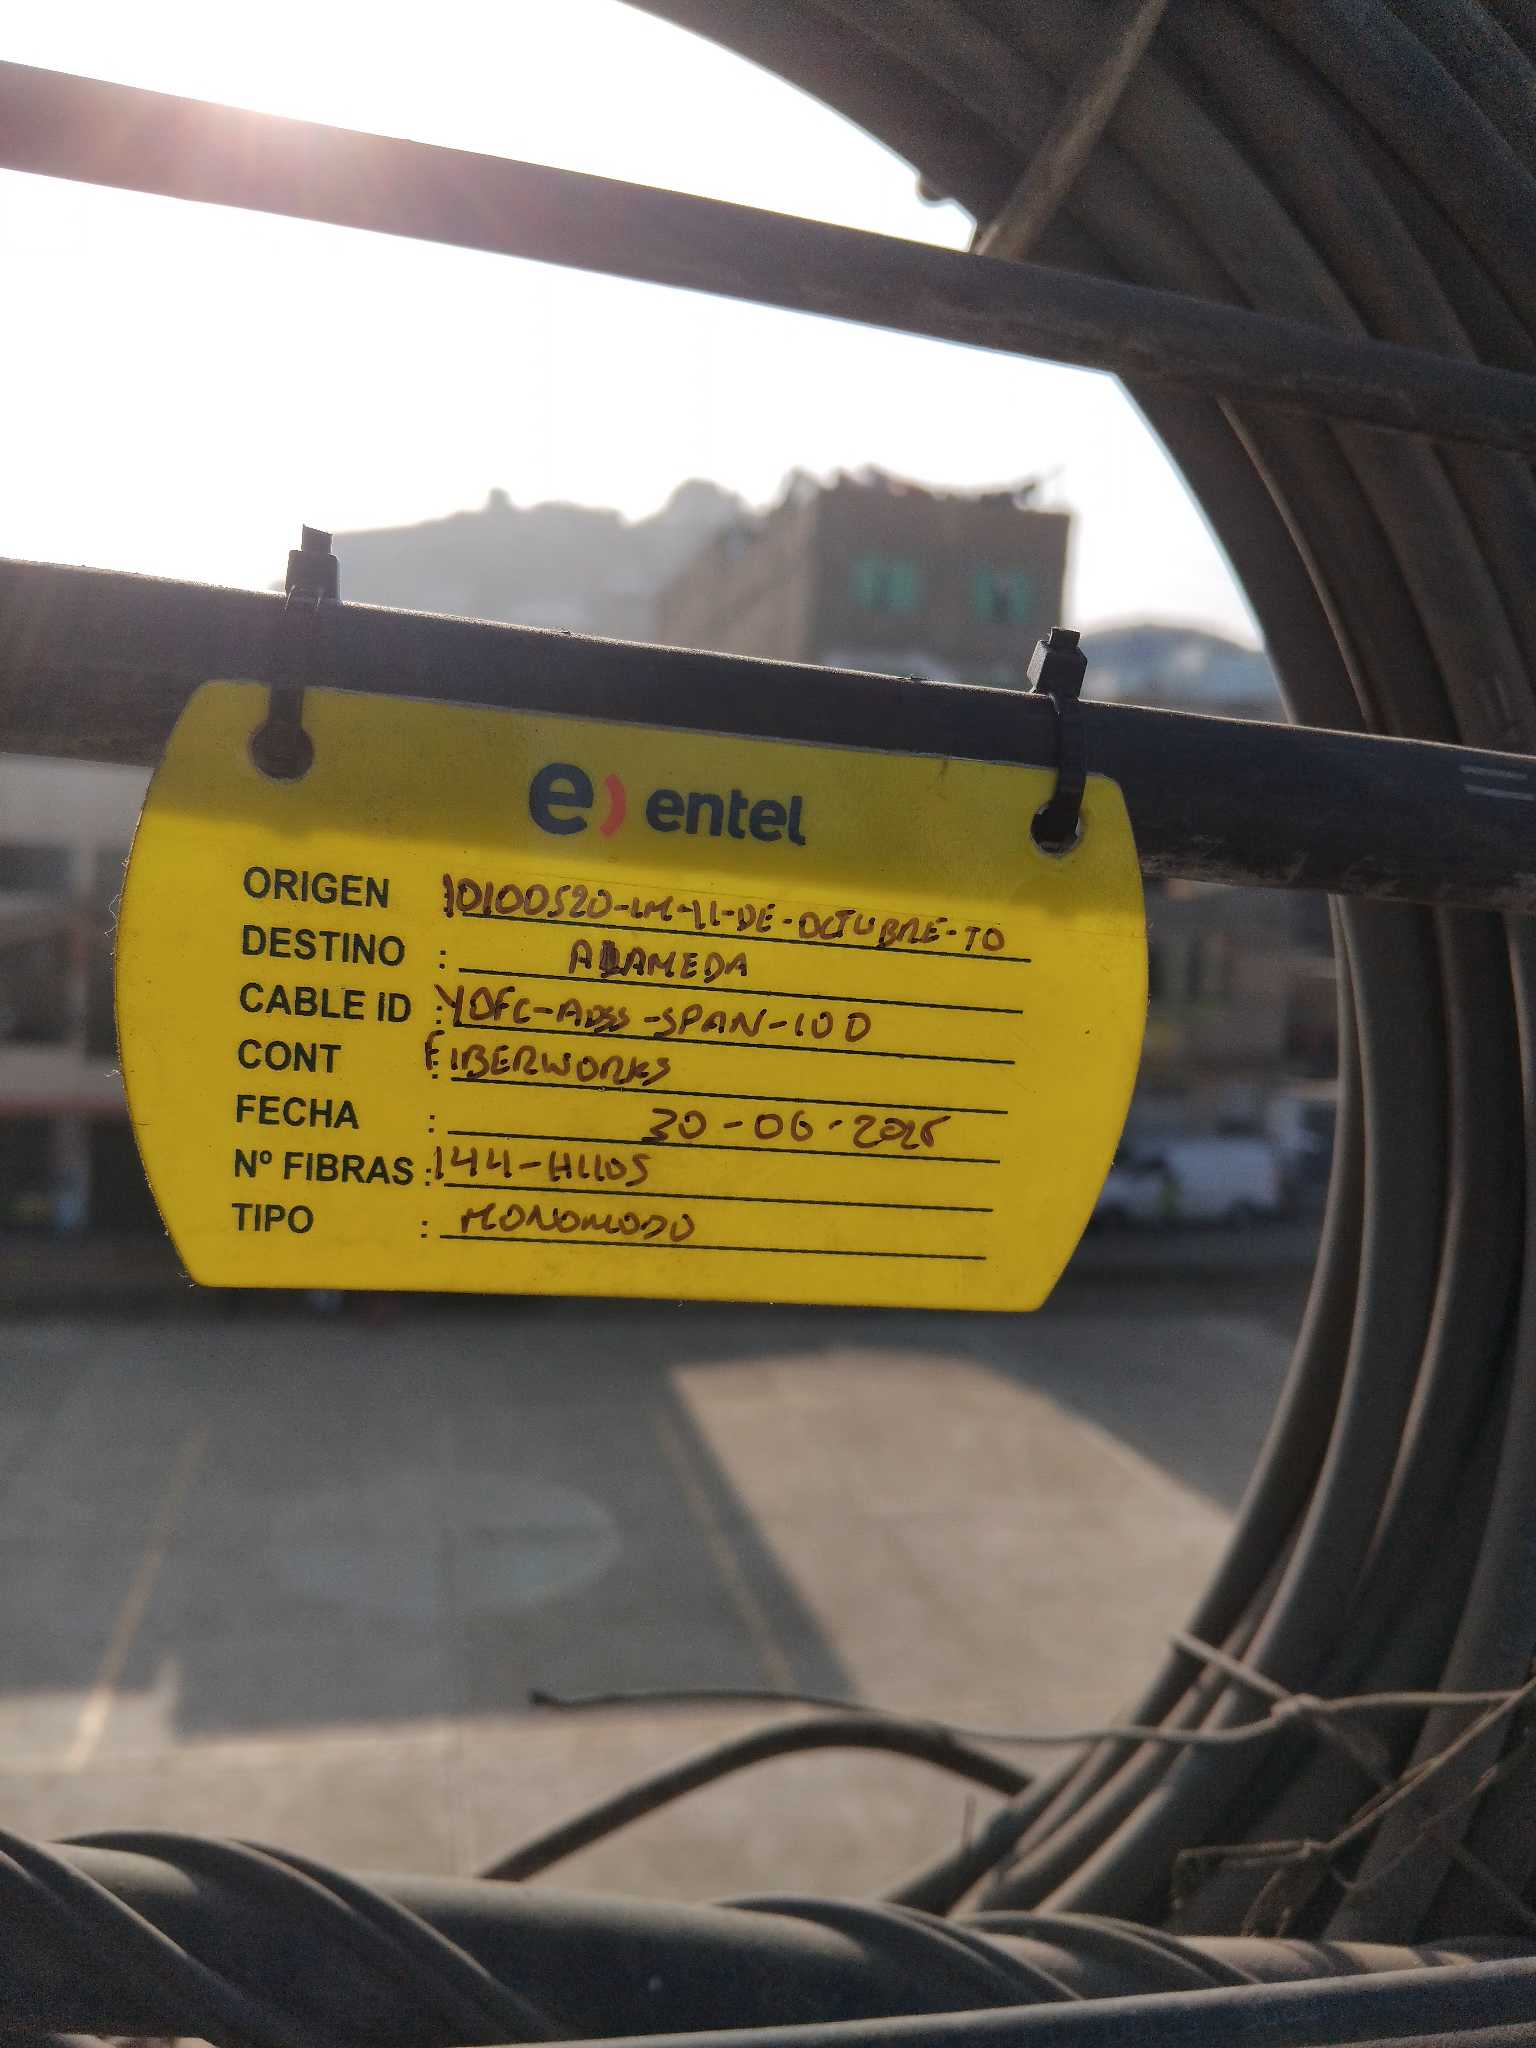 e) entel
ORIGEN 10100520-LM-11-DE-OCTUBRE-TO
DESTINO : ALAMEDA
CABLE ID : YOFC-ADSS-SPAN-100
CONT : FIBERWORKS
FECHA : 30-06-2025
Nº FIBRAS : 144-HILOS
TIPO : MONOMODO